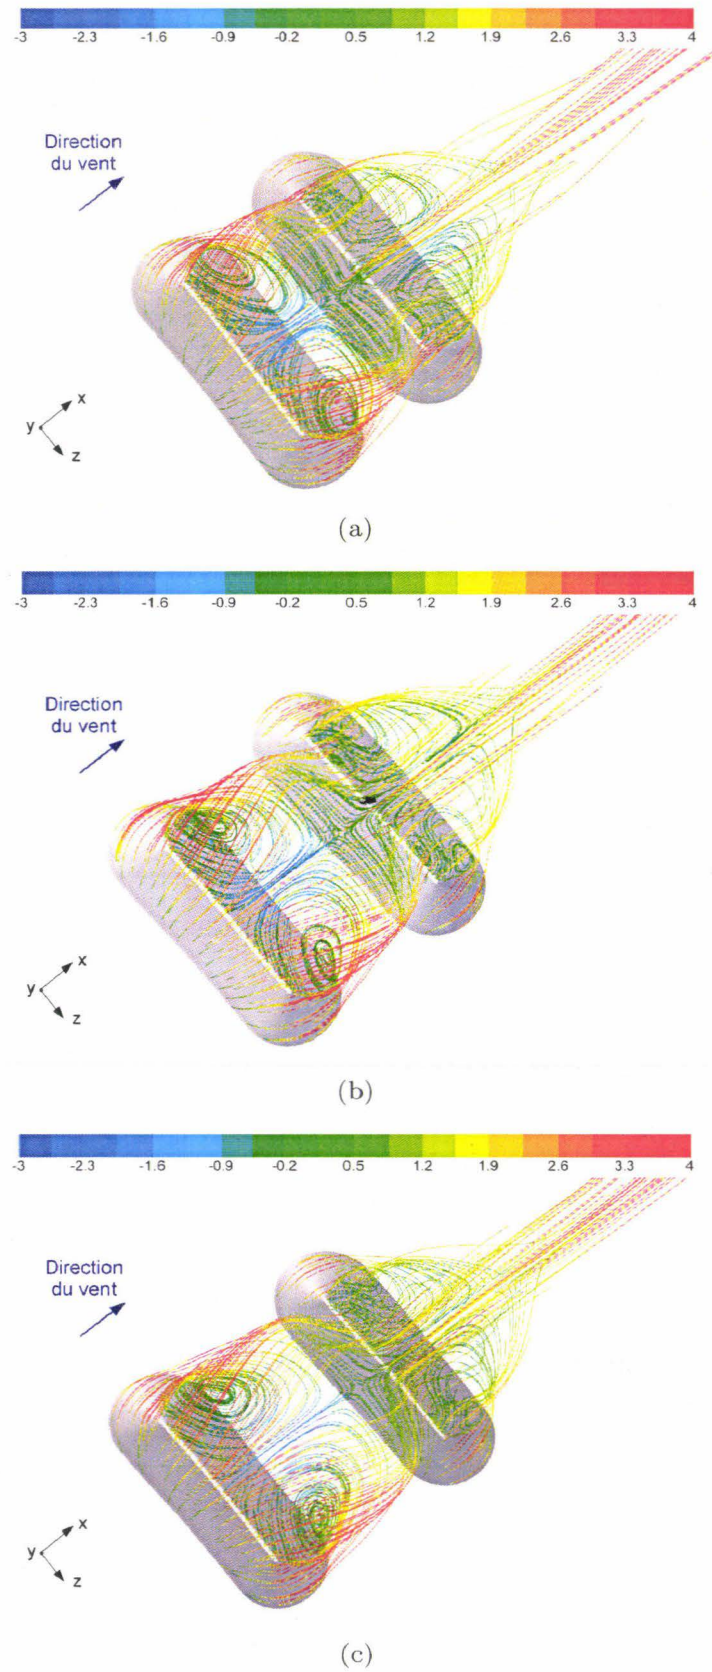 -3 -2.3 -1.6 -0.9 -0.2 0.5 1.2 1.9 2.6 3.3 4
Direction
du vent
x
y
z
(a)
-3 -2.3 -1.6 -0.9 -0.2 0.5 1.2 1.9 2.6 3.3 4
Direction
du vent
x
y
z
(b)
-3 -2.3 -1.6 -0.9 -0.2 0.5 1.2 1.9 2.6 3.3 4
Direction
du vent
x
y
z
(c)